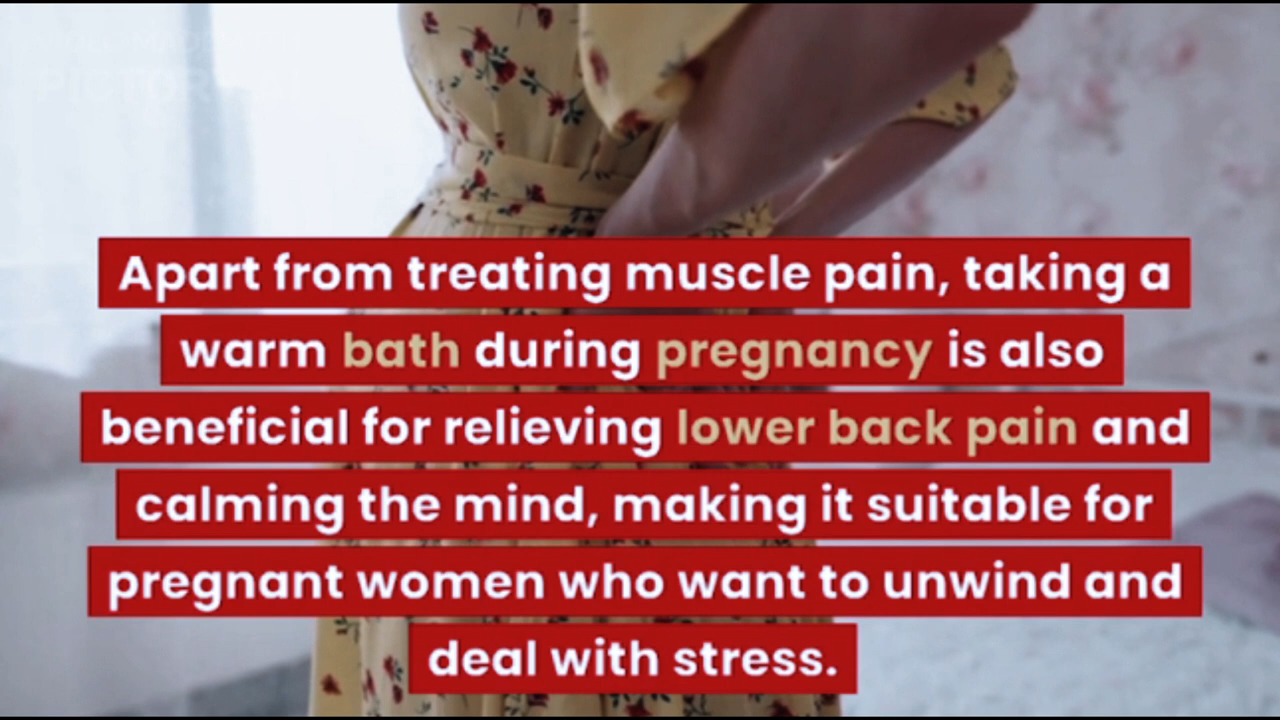 Apart from treating muscle pain, taking a
warm bath during pregnancy is also
beneficial for relieving lower back pain and
calming the mind, making it suitable for
pregnant women who want to unwind and
deal with stress.